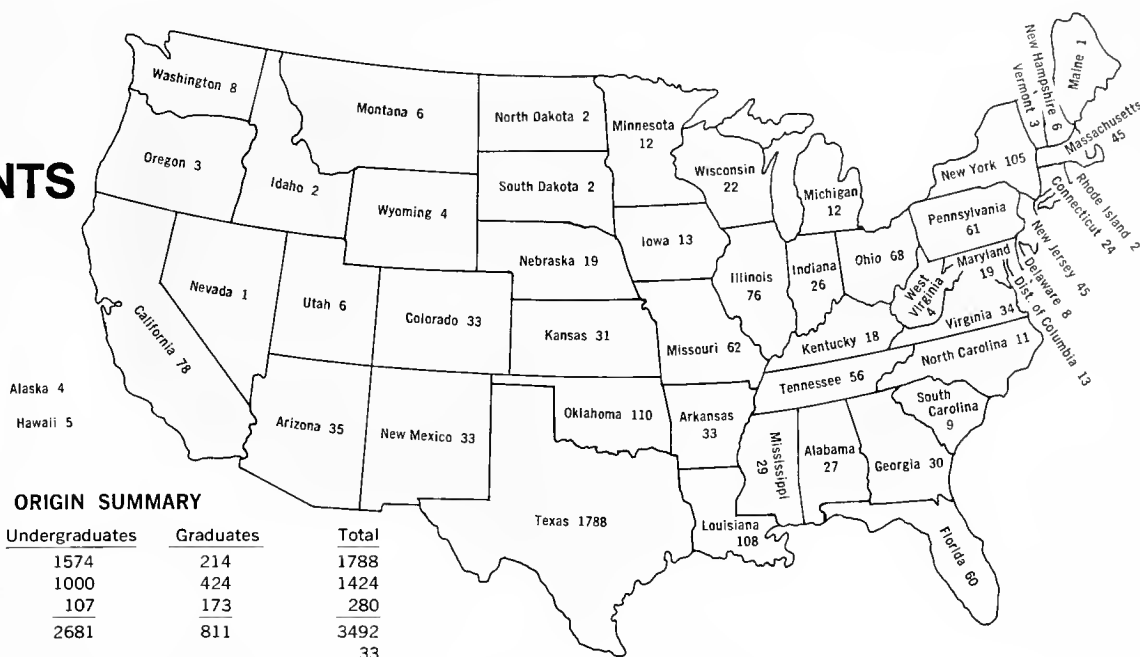 NTS
Washington 8
Montana 6
North Dakota 2
Minnesota
12
Wisconsin
22
Michigan
12
New York 105
Vermont 3
New Hampshire 6
Maine 1
Massachusetts
45
Rhode Island 2
Connecticut 24
Oregon 3
Idaho 2
Wyoming 4
South Dakota 2
Iowa 13
Nebraska 19
Illinois
76
Indiana
26
Ohio 68
Pennsylvania
61
New Jersey 45
Maryland
19
Delaware 8
Dist. of Columbia 13
West
Virginia
4
Virginia 34
Nevada 1
Utah 6
Colorado 33
Kansas 31
Missouri 62
Kentucky 18
North Carolina 11
Tennessee 56
South
Carolina
9
California 78
Alaska 4
Hawaii 5
Arizona 35
New Mexico 33
Oklahoma 110
Arkansas
33
Mississippi
29
Alabama
27
Georgia 30
Texas 1788
Louisiana
108
Florida 60
ORIGIN SUMMARY
Undergraduates Graduates Total
1574 214 1788
1000 424 1424
107 173 280
2681 811 3492
33